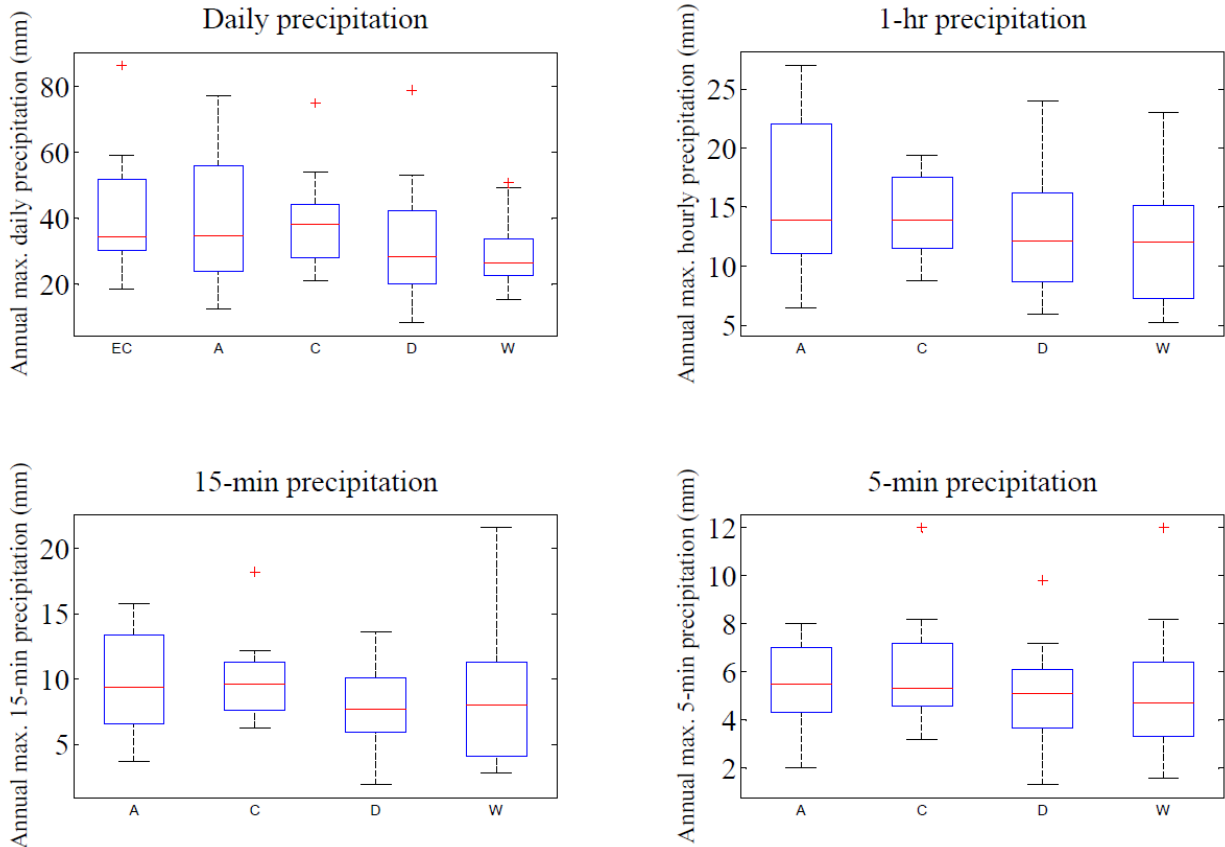 Daily precipitation
Annual max. daily precipitation (mm)
80
60
40
20
EC A C D W
1-hr precipitation
Annual max. hourly precipitation (mm)
25
20
15
10
5
A C D W
15-min precipitation
Annual max. 15-min precipitation (mm)
20
15
10
5
A C D W
5-min precipitation
Annual max. 5-min precipitation (mm)
12
10
8
6
4
2
A C D W